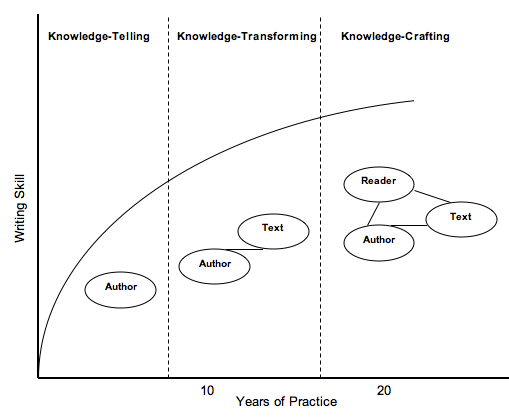 Knowledge-Telling
Knowledge-Transforming
Knowledge-Crafting
Writing Skill
Reader
Text
Text
Author
Author
Author
10
20
Years of Practice